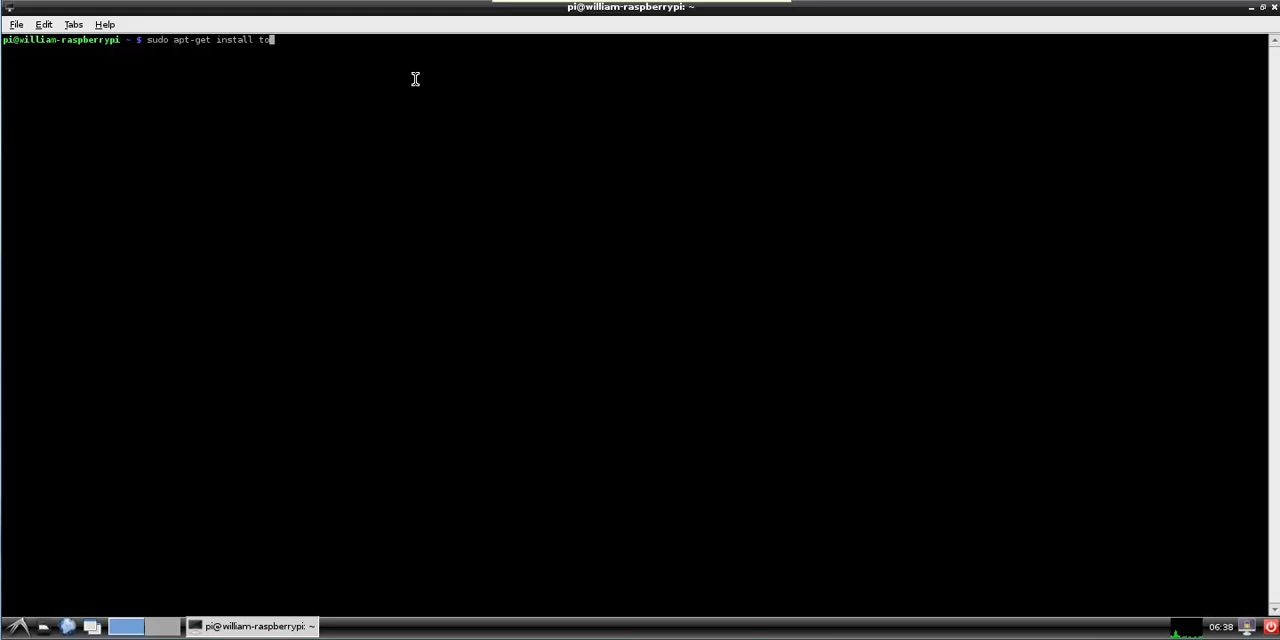 pi@william-raspberrypi: ~
File Edit Tabs Help
pi@william-raspberrypi ~ $ sudo apt-get install to
pi@william-raspberrypi: ~
06:38